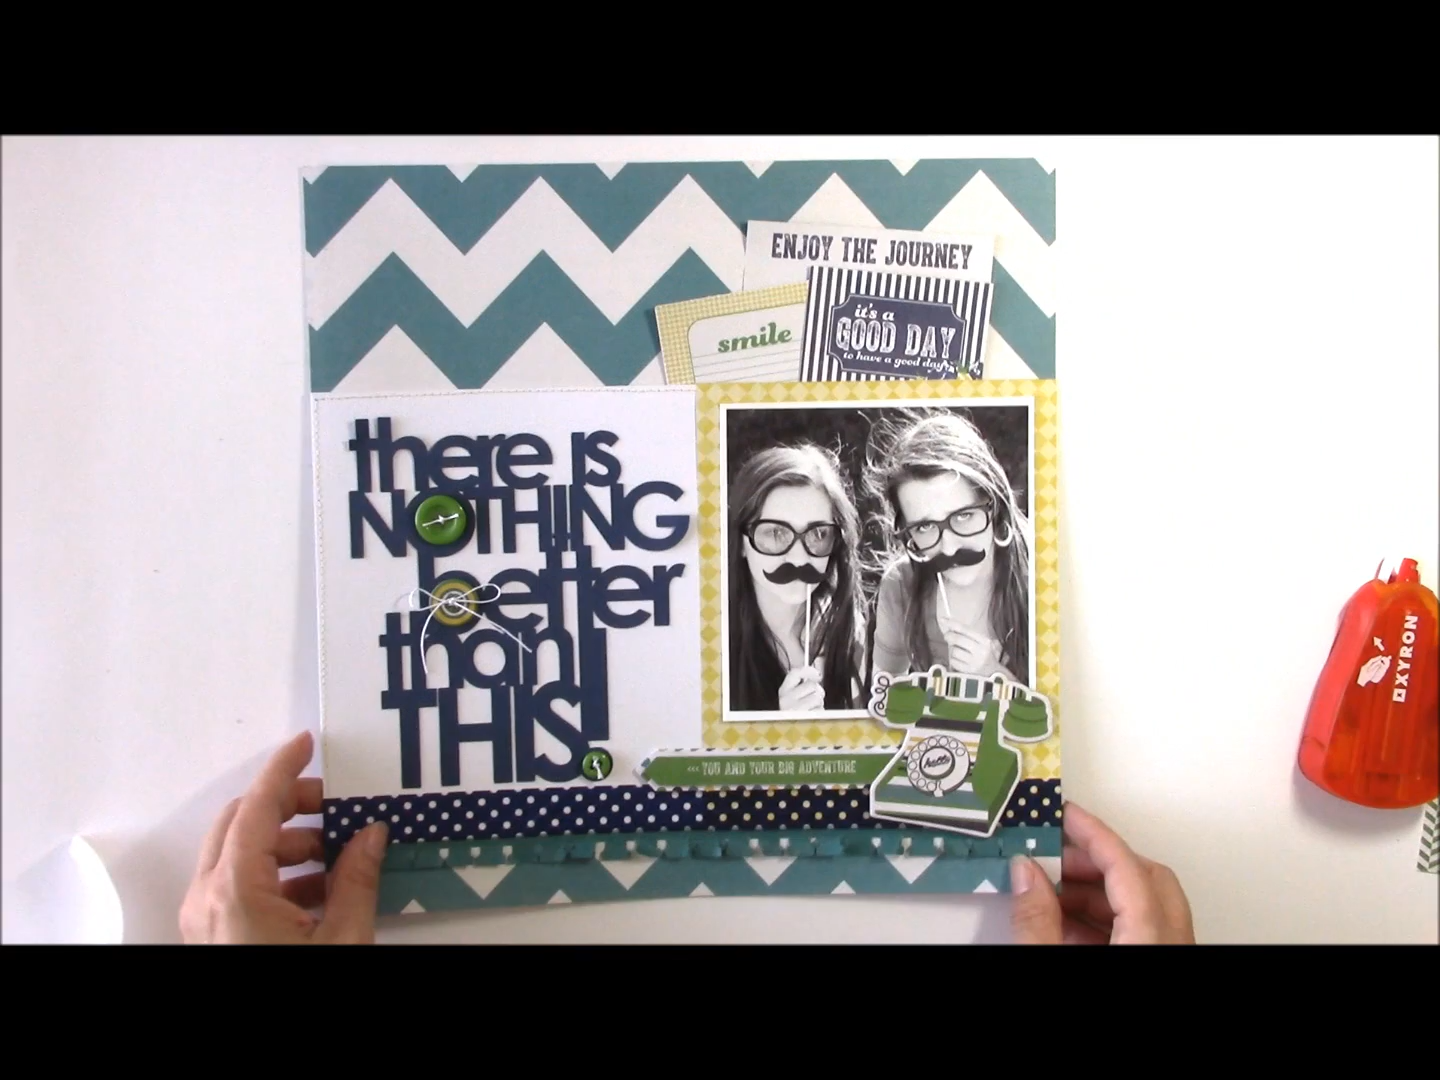 ENJOY THE JOURNEY
smile
it's a
GOOD DAY
to have a good day
there is
NOTHING
better
than
THIS!
<<< YOU AND YOUR BIG ADVENTURE
hello
XYRON